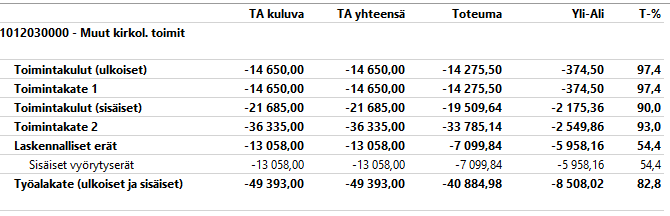 TA kuluva TA yhteensä Toteuma Yli-Ali T-%
1012030000 - Muut kirkol. toimit
Toimintakulut (ulkoiset) -14 650,00 -14 650,00 -14 275,50 -374,50 97,4
Toimintakate 1 -14 650,00 -14 650,00 -14 275,50 -374,50 97,4
Toimintakulut (sisäiset) -21 685,00 -21 685,00 -19 509,64 -2 175,36 90,0
Toimintakate 2 -36 335,00 -36 335,00 -33 785,14 -2 549,86 93,0
Laskennalliset erät -13 058,00 -13 058,00 -7 099,84 -5 958,16 54,4
Sisäiset vyörytyserät -13 058,00 -13 058,00 -7 099,84 -5 958,16 54,4
Työalakate (ulkoiset ja sisäiset) -49 393,00 -49 393,00 -40 884,98 -8 508,02 82,8